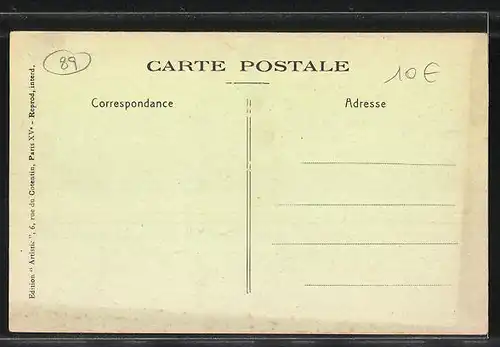 89
CARTE POSTALE
10€
Correspondance
Adresse
Edition " Artistic ", 6, rue du Cotentin, Paris XVe - Reprod. interd.